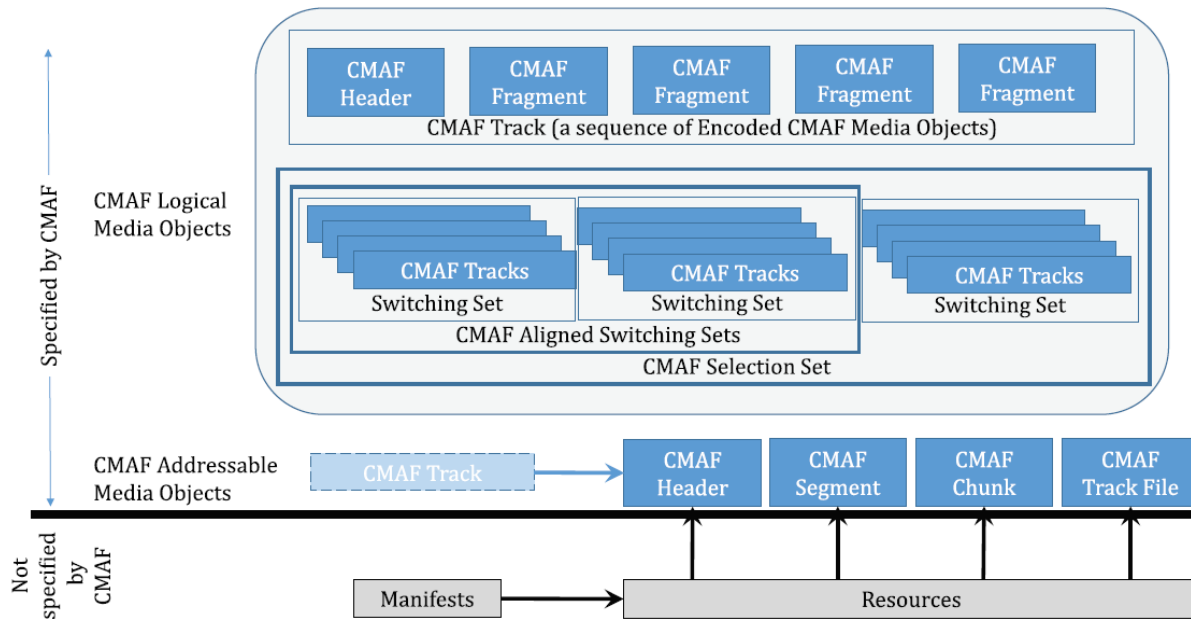 CMAF
Header
CMAF
Fragment
CMAF
Fragment
CMAF
Fragment
CMAF
Fragment
CMAF Track (a sequence of Encoded CMAF Media Objects)
Specified by CMAF
CMAF Logical
Media Objects
CMAF Tracks
Switching Set
CMAF Tracks
Switching Set
CMAF Tracks
Switching Set
CMAF Aligned Switching Sets
CMAF Selection Set
CMAF Addressable
Media Objects
CMAF Track
CMAF
Header
CMAF
Segment
CMAF
Chunk
CMAF
Track File
Not
specified
by
CMAF
Manifests
Resources